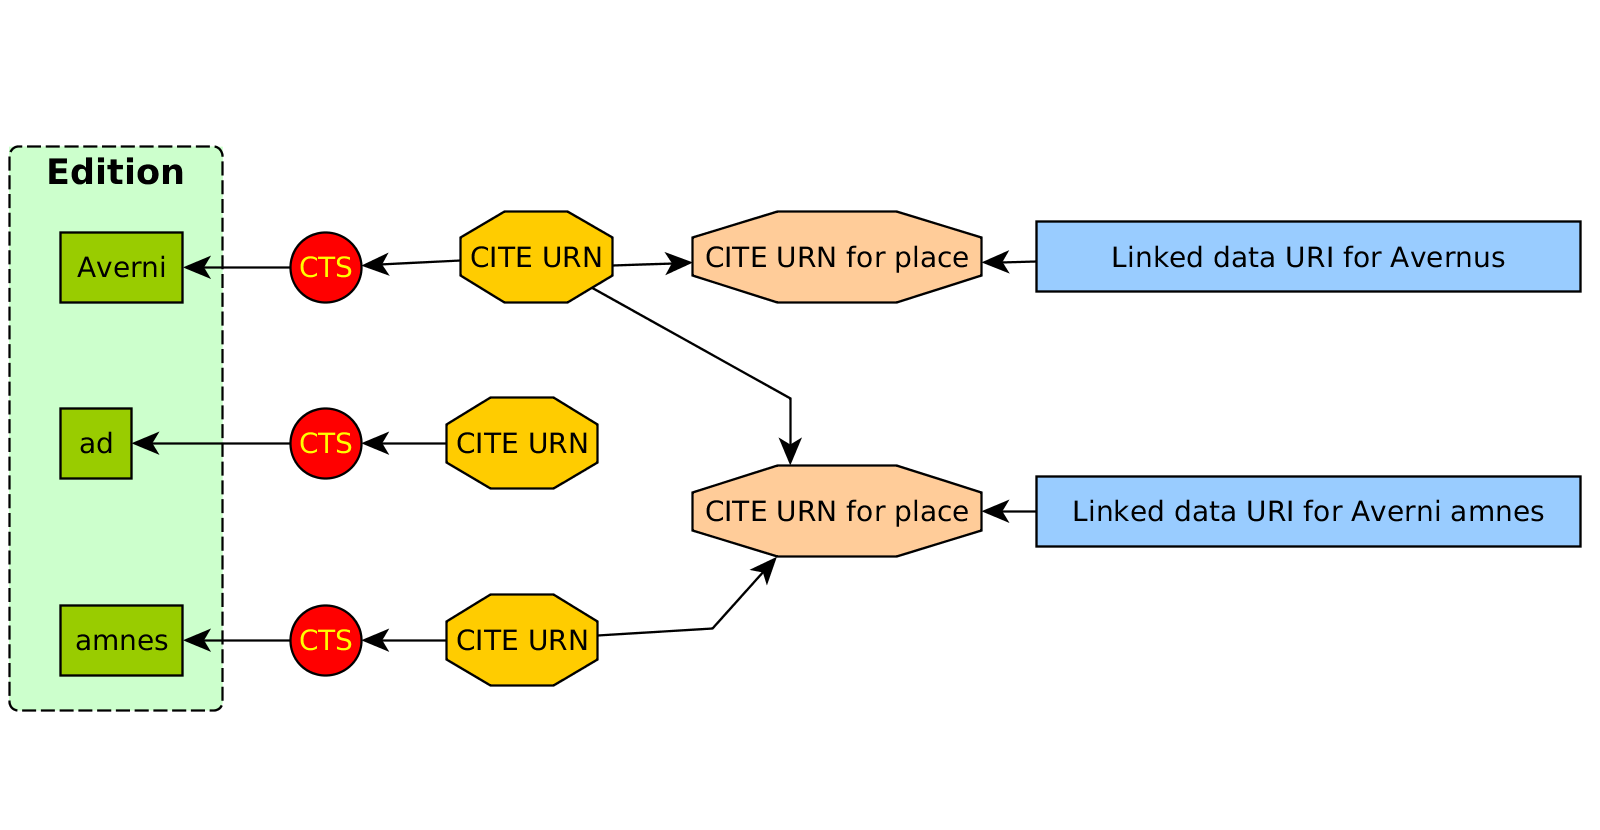 Edition
Averni
CTS
CITE URN
CITE URN for place
Linked data URI for Avernus
ad
CTS
CITE URN
CITE URN for place
Linked data URI for Averni amnes
amnes
CTS
CITE URN